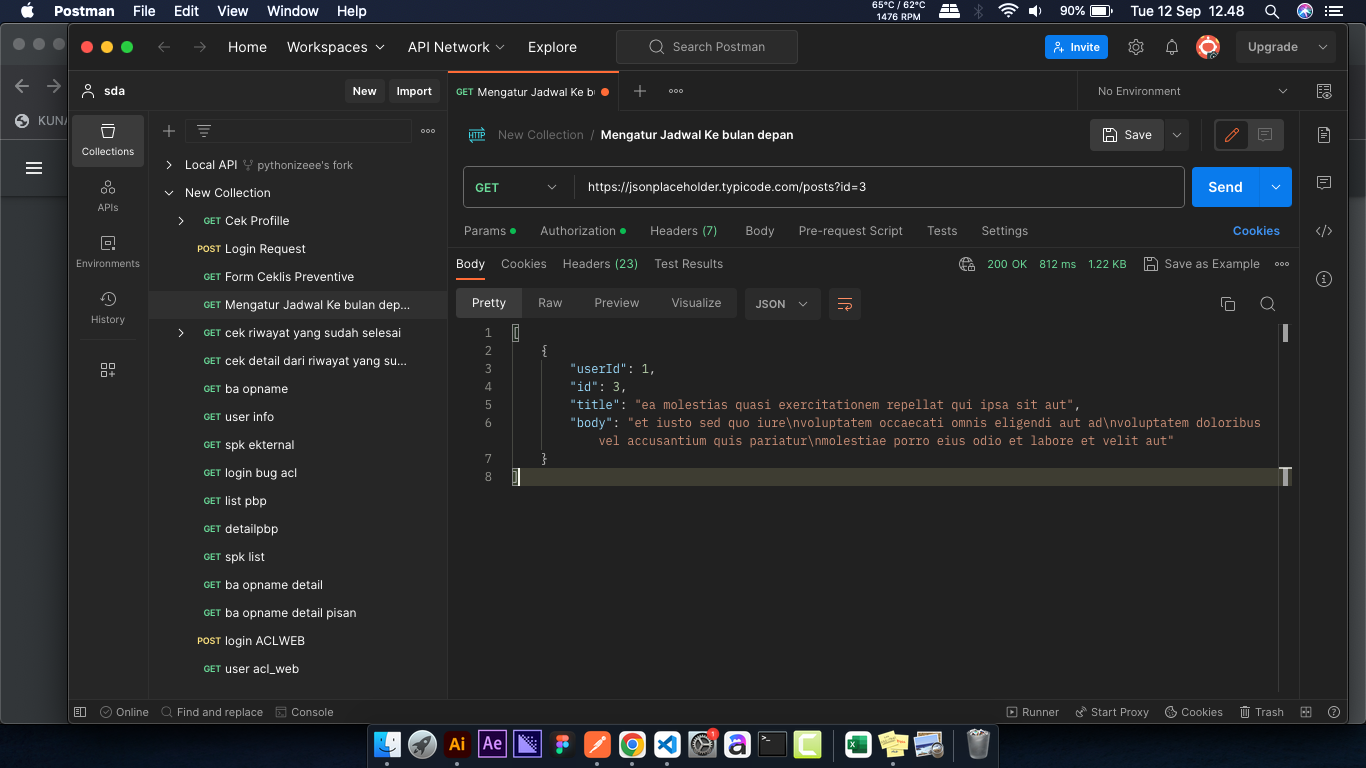 Postman File Edit View Window Help
65°C / 62°C
1476 RPM
90%
Tue 12 Sep 12.48
Home Workspaces API Network Explore
Search Postman
Invite
Upgrade
sda
New Import
GET Mengatur Jadwal Ke bu
No Environment
KUNA
Collections
APIs
Environments
History
Local API pythonizeee's fork
New Collection
GET Cek Profille
POST Login Request
GET Form Ceklis Preventive
GET Mengatur Jadwal Ke bulan dep...
GET cek riwayat yang sudah selesai
GET cek detail dari riwayat yang su...
GET ba opname
GET user info
GET spk ekternal
GET login bug acl
GET list pbp
GET detailpbp
GET spk list
GET ba opname detail
GET ba opname detail pisan
POST login ACLWEB
GET user acl_web
HTTP New Collection / Mengatur Jadwal Ke bulan depan
Save
GET https://jsonplaceholder.typicode.com/posts?id=3
Send
Params Authorization Headers (7) Body Pre-request Script Tests Settings
Cookies
Body Cookies Headers (23) Test Results
200 OK 812 ms 1.22 KB Save as Example
Pretty Raw Preview Visualize JSON
1 [
2 {
3 "userId": 1,
4 "id": 3,
5 "title": "ea molestias quasi exercitationem repellat qui ipsa sit aut",
6 "body": "et iusto sed quo iure\nvoluptatem occaecati omnis eligendi aut ad\nvoluptatem doloribus
vel accusantium quis pariatur\nmolestiae porro eius odio et labore et velit aut"
7 }
8 ]
Online Find and replace Console
Runner Start Proxy Cookies Trash
Ai
Ae
1